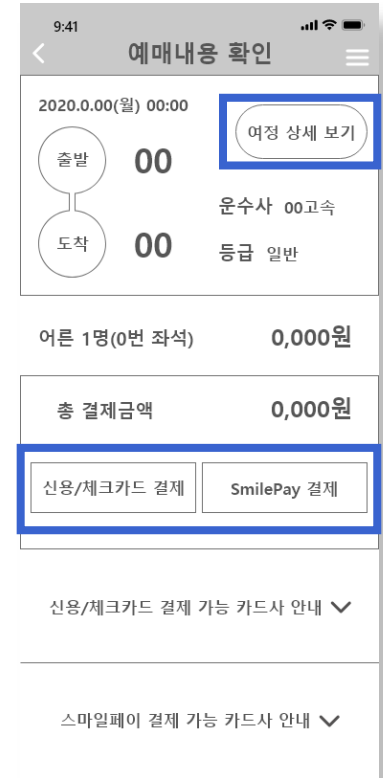 9:41
예매내용 확인
2020.0.00(월) 00:00
여정 상세 보기
출발 00
운수사 00고속
도착 00
등급 일반
어른 1명(0번 좌석) 0,000원
총 결제금액 0,000원
신용/체크카드 결제 SmilePay 결제
신용/체크카드 결제 가능 카드사 안내
스마일페이 결제 가능 카드사 안내